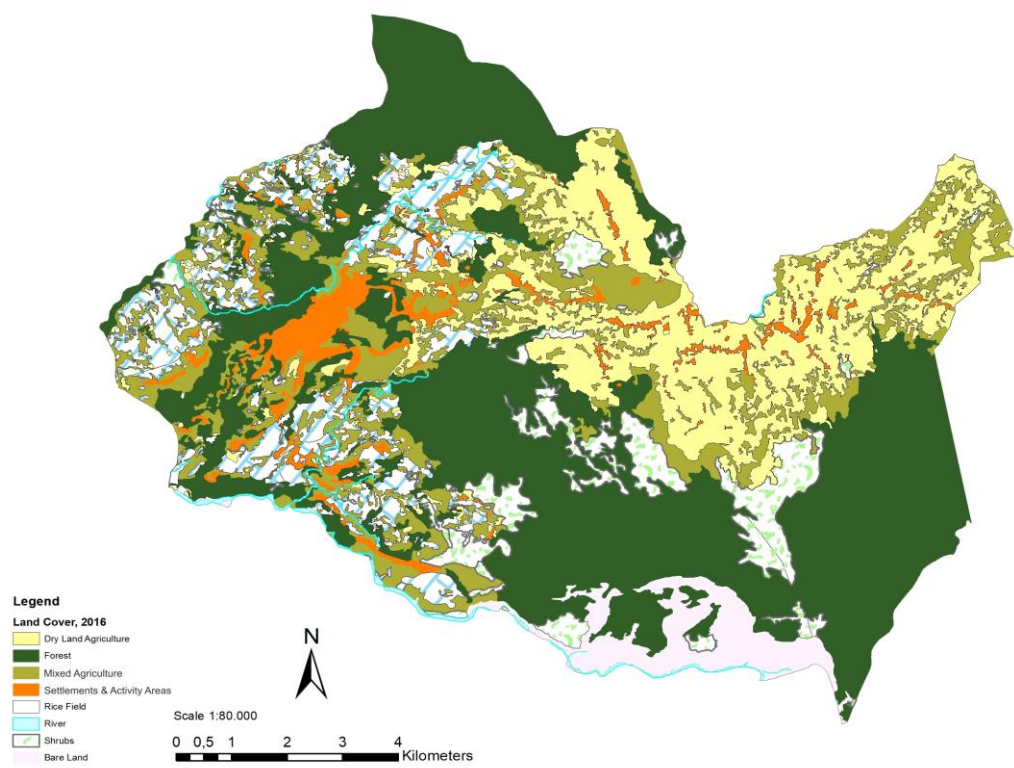 Legend
Land Cover, 2016
Dry Land Agriculture
Forest
Mixed Agriculture
Settlements & Activity Areas
Rice Field
River
Shrubs
Bare Land
N
Scale 1:80.000
0 0,5 1 2 3 4
Kilometers